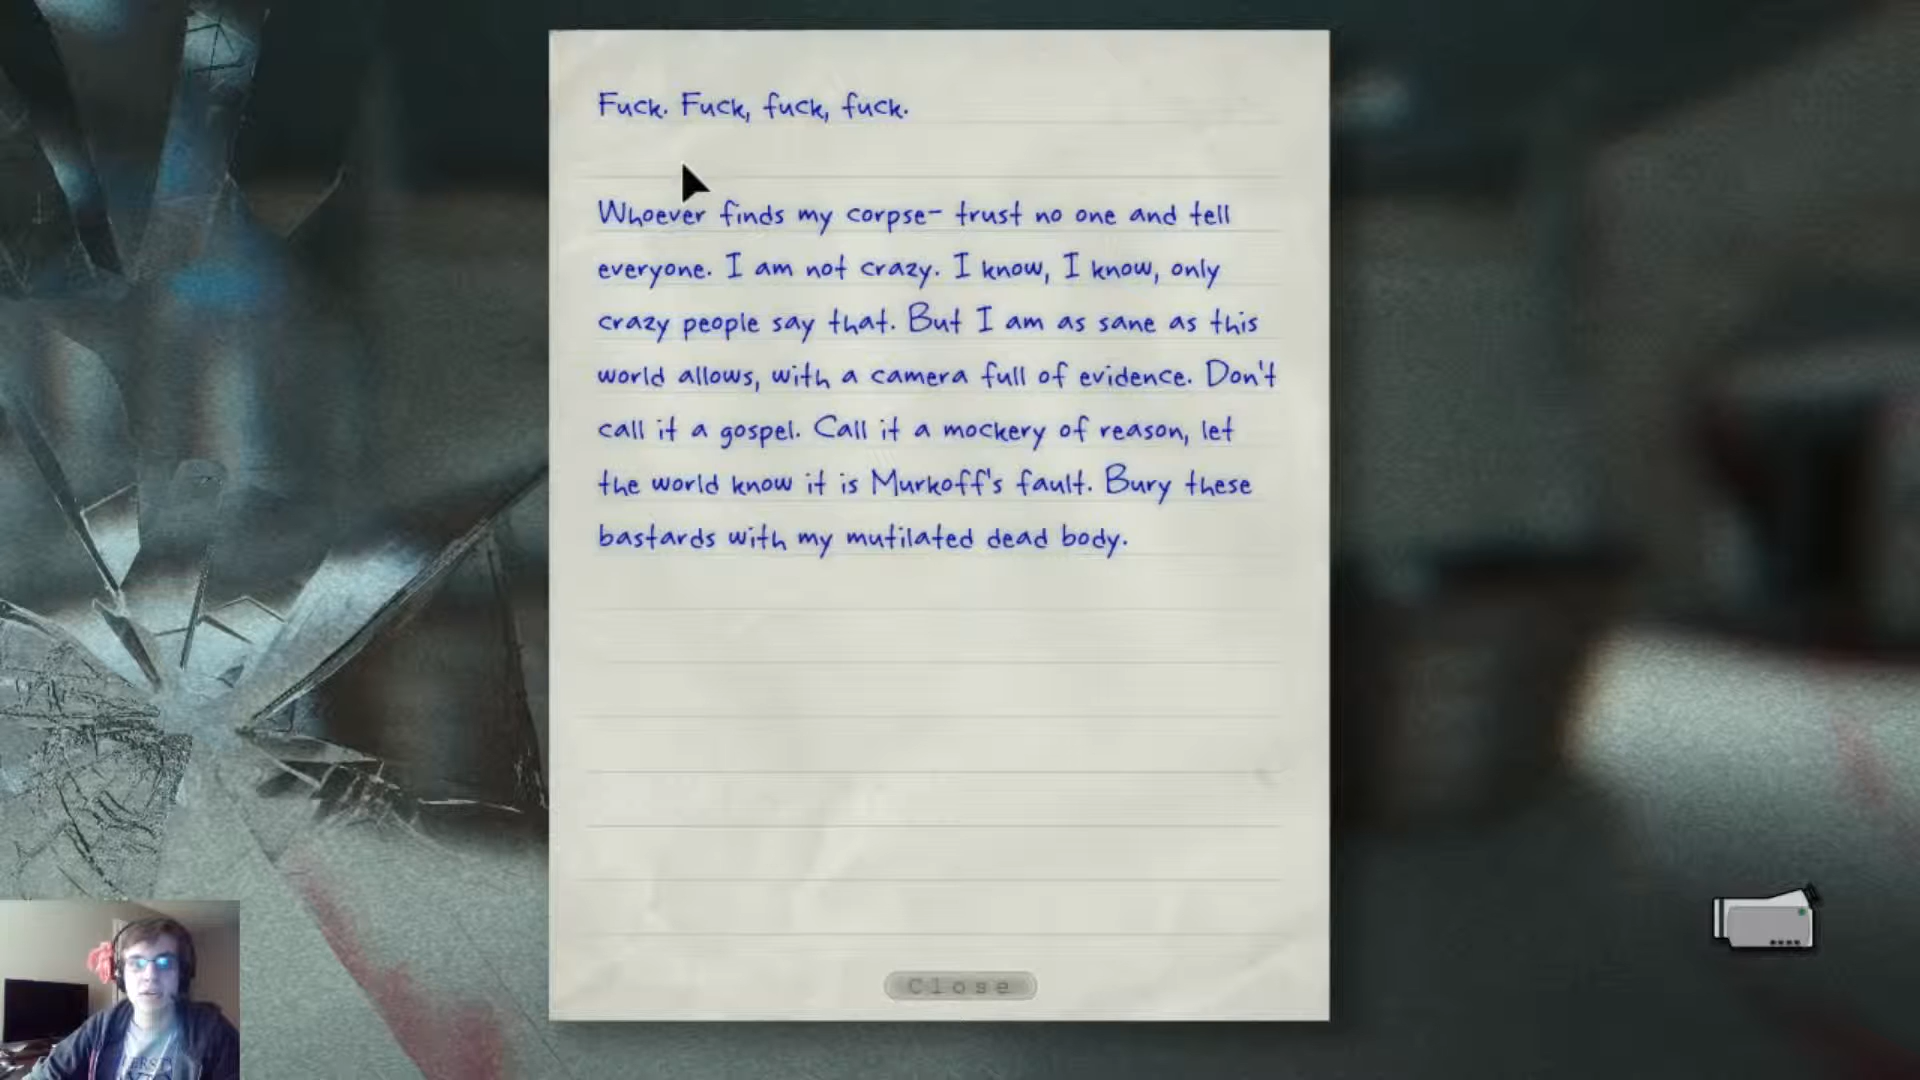 Fuck. Fuck, fuck, fuck.
Whoever finds my corpse- trust no one and tell
everyone. I am not crazy. I know, I know, only
crazy people say that. But I am as sane as this
world allows, with a camera full of evidence. Don't
call it a gospel. Call it a mockery of reason, let
the world know it is Murkoff's fault. Bury these
bastards with my mutilated dead body.
Close